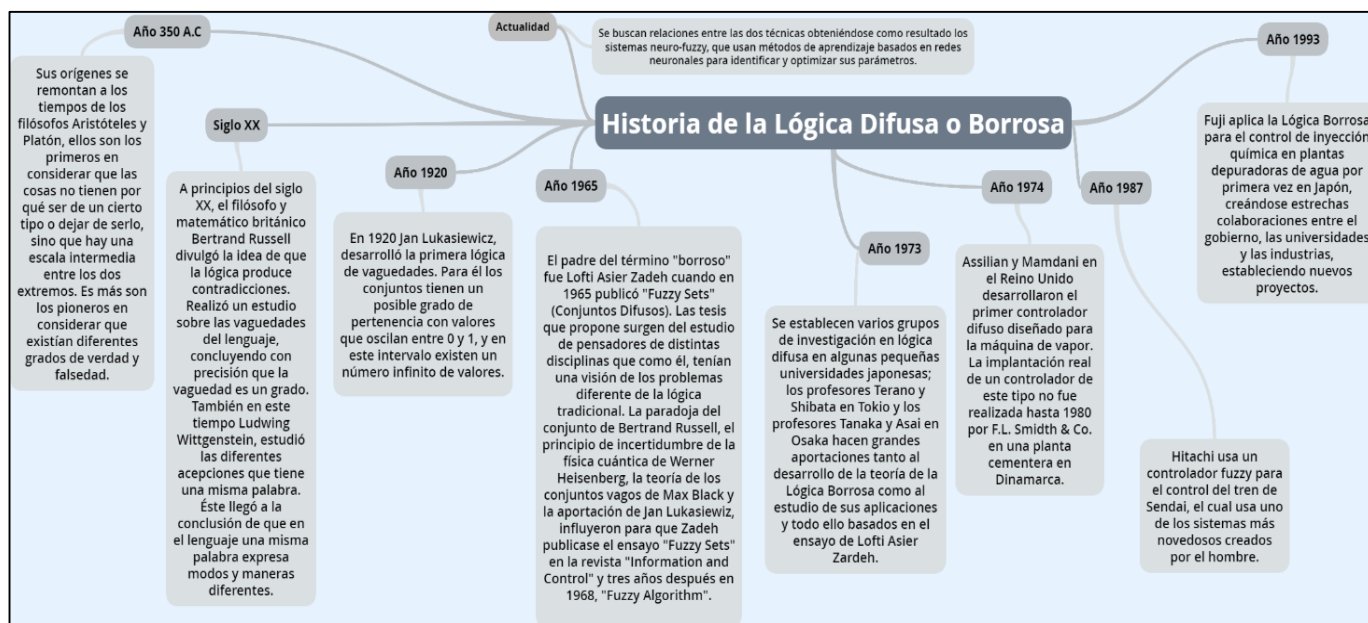 Historia de la Lógica Difusa o Borrosa
Año 350 A.C
Sus orígenes se
remontan a los
tiempos de los
filósofos Aristóteles y
Platón, ellos son los
primeros en
considerar que las
cosas no tienen por
qué ser de un cierto
tipo o dejar de serlo,
sino que hay una
escala intermedia
entre los dos
extremos. Es más son
los pioneros en
considerar que
existían diferentes
grados de verdad y
falsedad.
Siglo XX
A principios del siglo
XX, el filósofo y
matemático británico
Bertrand Russell
divulgó la idea de que
la lógica produce
contradicciones.
Realizó un estudio
sobre las vaguedades
del lenguaje,
concluyendo con
precisión que la
vaguedad es un grado.
También en este
tiempo Ludwing
Wittgenstein, estudió
las diferentes
acepciones que tiene
una misma palabra.
Éste llegó a la
conclusión de que en
el lenguaje una misma
palabra expresa
modos y maneras
diferentes.
Año 1920
En 1920 Jan Lukasiewicz,
desarrolló la primera lógica
de vaguedades. Para él los
conjuntos tienen un
posible grado de
pertenencia con valores
que oscilan entre 0 y 1, y en
este intervalo existen un
número infinito de valores.
Año 1965
El padre del término "borroso"
fue Lofti Asier Zadeh cuando en
1965 publicó "Fuzzy Sets"
(Conjuntos Difusos). Las tesis
que propone surgen del estudio
de pensadores de distintas
disciplinas que como él, tenían
una visión de los problemas
diferente de la lógica
tradicional. La paradoja del
conjunto de Bertrand Russell, el
principio de incertidumbre de la
física cuántica de Werner
Heisenberg, la teoría de los
conjuntos vagos de Max Black y
la aportación de Jan Lukasiewiz,
influyeron para que Zadeh
publicase el ensayo "Fuzzy Sets"
en la revista "Information and
Control" y tres años después en
1968, "Fuzzy Algorithm".
Año 1973
Se establecen varios grupos
de investigación en lógica
difusa en algunas pequeñas
universidades japonesas;
los profesores Terano y
Shibata en Tokio y los
profesores Tanaka y Asai en
Osaka hacen grandes
aportaciones tanto al
desarrollo de la teoría de la
Lógica Borrosa como al
estudio de sus aplicaciones
y todo ello basados en el
ensayo de Lofti Asier
Zardeh.
Año 1974
Assilian y Mamdani en
el Reino Unido
desarrollaron el
primer controlador
difuso diseñado para
la máquina de vapor.
La implantación real
de un controlador de
este tipo no fue
realizada hasta 1980
por F.L. Smidth & Co.
en una planta
cementera en
Dinamarca.
Año 1987
Hitachi usa un
controlador fuzzy para
el control del tren de
Sendai, el cual usa uno
de los sistemas más
novedosos creados
por el hombre.
Año 1993
Fuji aplica la Lógica Borrosa
para el control de inyección
química en plantas
depuradoras de agua por
primera vez en Japón,
creándose estrechas
colaboraciones entre el
gobierno, las universidades
y las industrias,
estableciendo nuevos
proyectos.
Actualidad
Se buscan relaciones entre las dos técnicas obteniéndose como resultado los
sistemas neuro-fuzzy, que usan métodos de aprendizaje basados en redes
neuronales para identificar y optimizar sus parámetros.